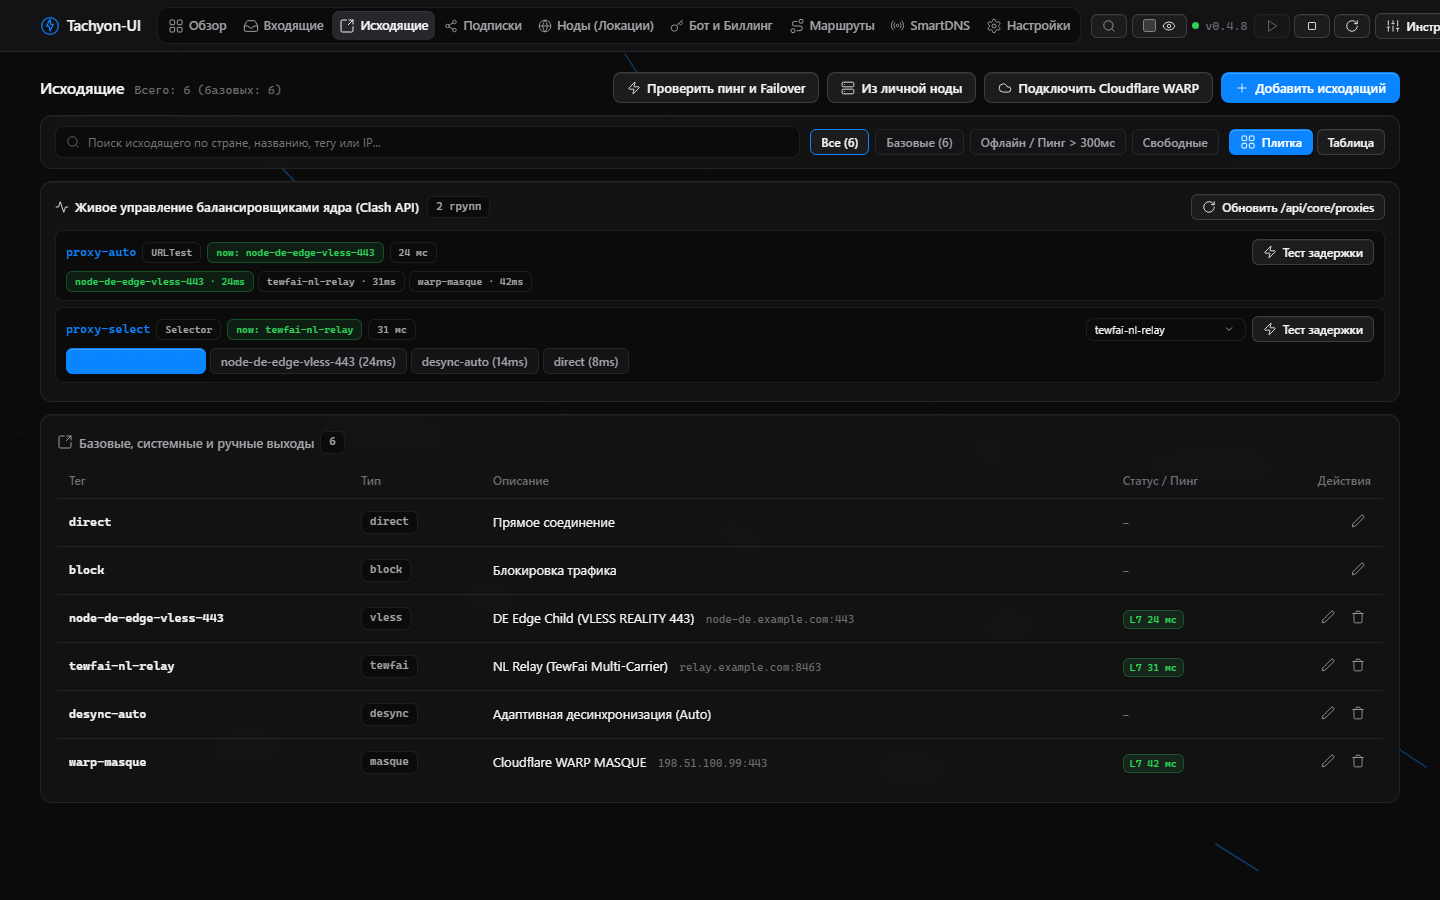 Tachyon-UI Обзор Входящие Исходящие Подписки Ноды (Локации) Бот и Биллинг Маршруты SmartDNS Настройки v0.4.8 Инстр
Исходящие Всего: 6 (базовых: 6) Проверить пинг и Failover Из личной ноды Подключить Cloudflare WARP Добавить исходящий
Поиск исходящего по стране, названию, тегу или IP... Все (6) Базовые (6) Офлайн / Пинг > 300мс Свободные Плитка Таблица
Живое управление балансировщиками ядра (Clash API) 2 групп Обновить /api/core/proxies
proxy-auto URLTest now: node-de-edge-vless-443 24 мс Тест задержки
node-de-edge-vless-443 · 24ms tewfai-nl-relay · 31ms warp-masque · 42ms
proxy-select Selector now: tewfai-nl-relay 31 мс tewfai-nl-relay Тест задержки
node-de-edge-vless-443 (24ms) desync-auto (14ms) direct (8ms)
Базовые, системные и ручные выходы 6
Тег Тип Описание Статус / Пинг Действия
direct direct Прямое соединение –
block block Блокировка трафика –
node-de-edge-vless-443 vless DE Edge Child (VLESS REALITY 443) node-de.example.com:443 L7 24 мс
tewfai-nl-relay tewfai NL Relay (TewFai Multi-Carrier) relay.example.com:8463 L7 31 мс
desync-auto desync Адаптивная десинхронизация (Auto) –
warp-masque masque Cloudflare WARP MASQUE 198.51.100.99:443 L7 42 мс